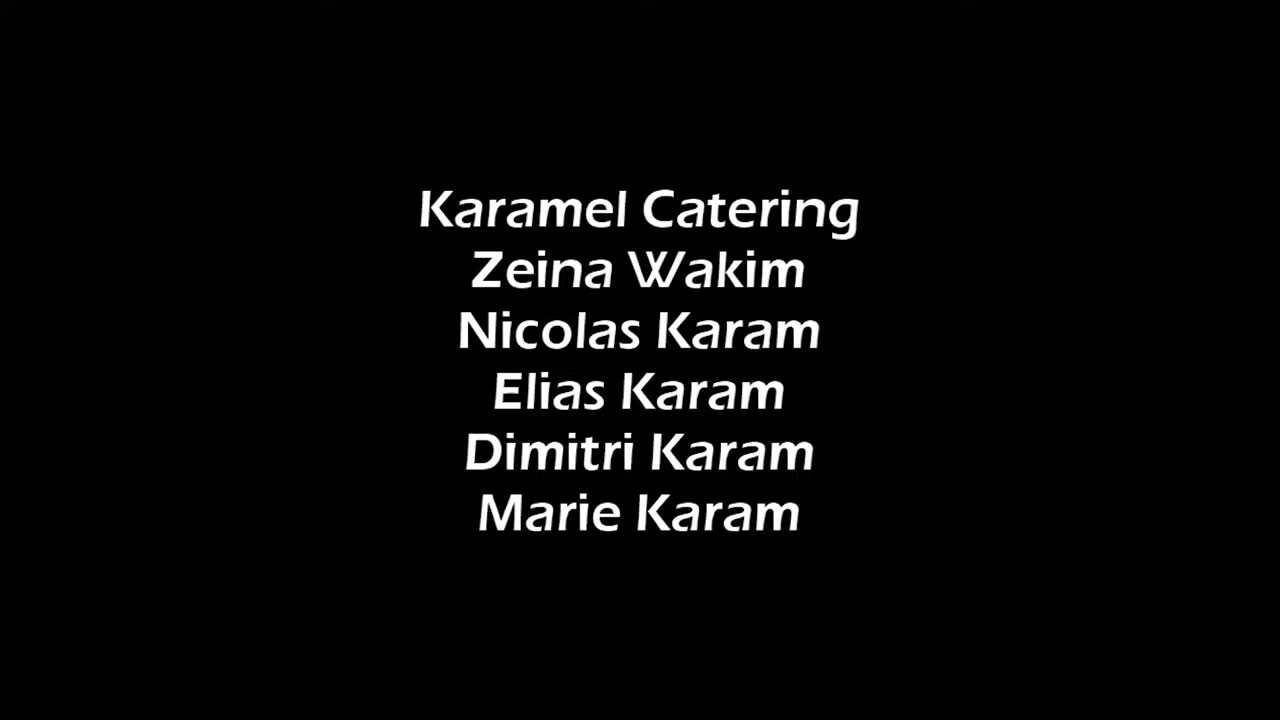 Karamel Catering
Zeina Wakim
Nicolas Karam
Elias Karam
Dimitri Karam
Marie Karam